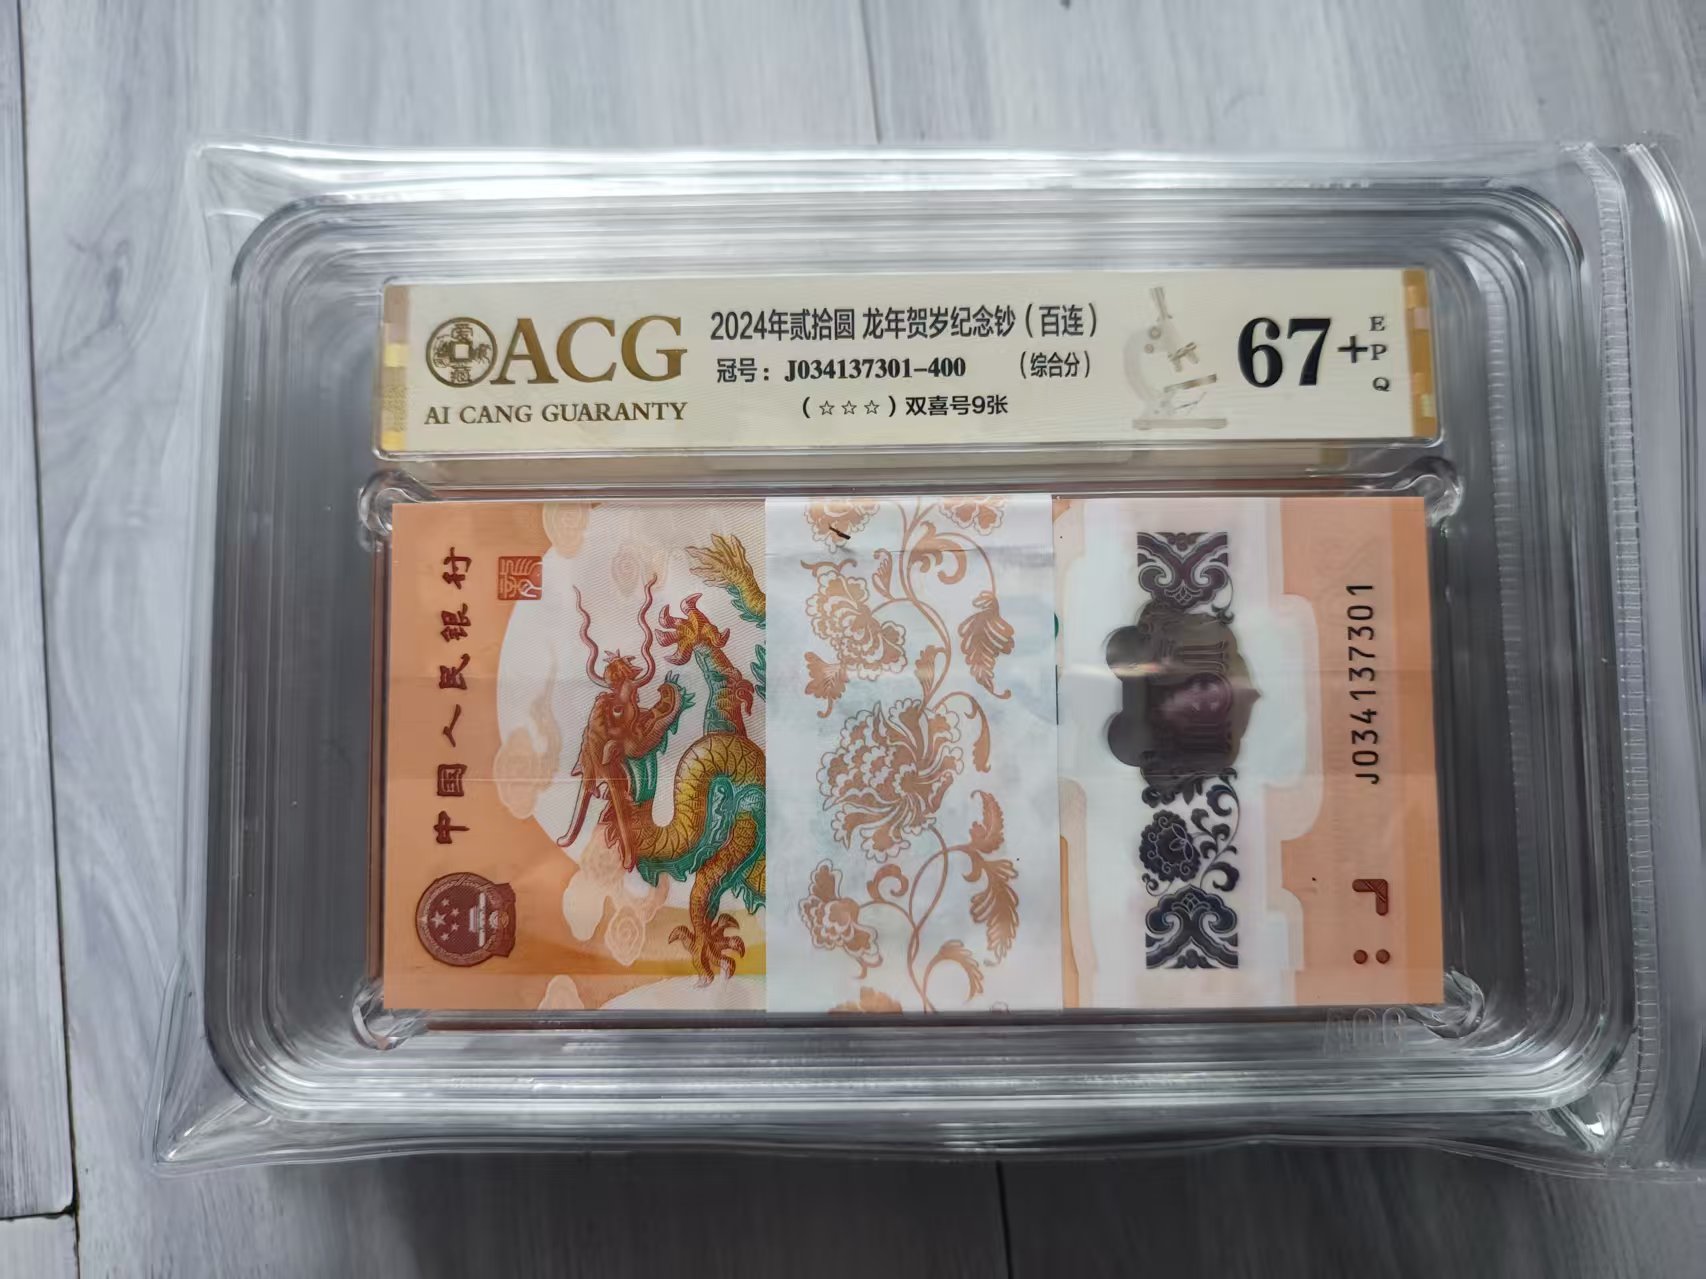 ACG
AI CANG GUARANTY
2024年贰拾圆 龙年贺岁纪念钞（百连）
冠号：J034137301-400 （综合分）
（☆☆☆）双喜号9张
67+
EPQ
中国人民银行
J034137301
ACG